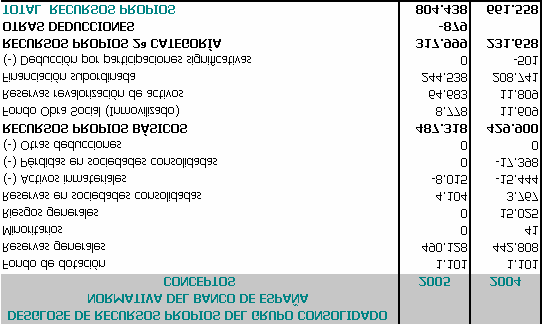 DESGLOSE DE RECURSOS PROPIOS DEL GRUPO CONSOLIDADO
NORMATIVA DEL BANCO DE ESPAÑA
CONCEPTOS 2005 2004
Fondo de dotación 1.101 1.101
Reservas generales 490.128 442.808
Minoritarios 0 41
Riesgos generales 0 15.025
Reservas en sociedades consolidadas 4.104 3.767
(-) Activos inmateriales -8.015 -15.444
(-) Pérdidas en sociedades consolidadas 0 -17.398
(-) Otras deducciones 0 0
RECURSOS PROPIOS BÁSICOS 487.318 429.900
Fondo Obra Social (Inmovilizado) 8.778 11.609
Reservas revalorización de activos 64.683 11.809
Financiación subordinada 244.538 208.741
(-) Deducción por participaciones significativas 0 -501
RECURSOS PROPIOS 2ª CATEGORÍA 317.999 231.658
OTRAS DEDUCCIONES -879
TOTAL RECURSOS PROPIOS 804.438 661.558